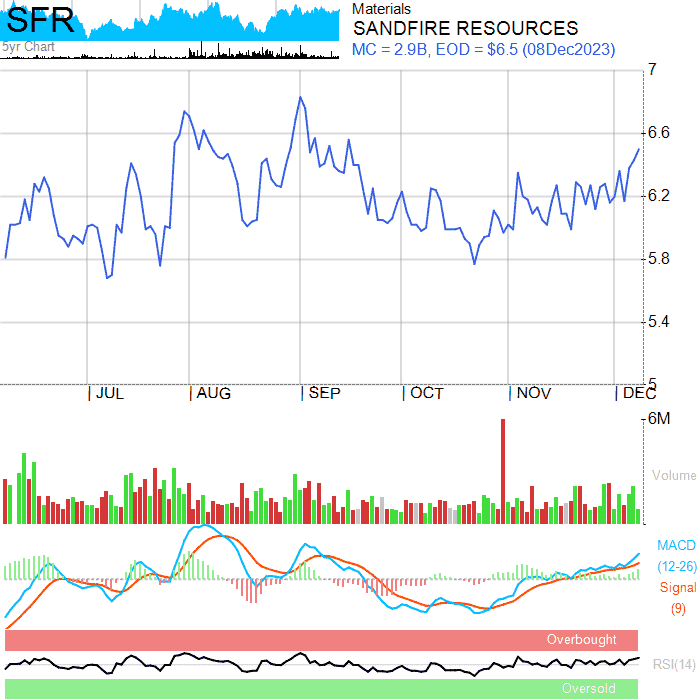 SFR
5yr Chart
Materials
SANDFIRE RESOURCES
MC = 2.9B, EOD = $6.5 (08Dec2023)
7
6.6
6.2
5.8
5.4
5
| JUL | AUG | SEP | OCT | NOV | DEC
6M
Volume
MACD
(12-26)
Signal
(9)
Overbought
RSI(14)
Oversold